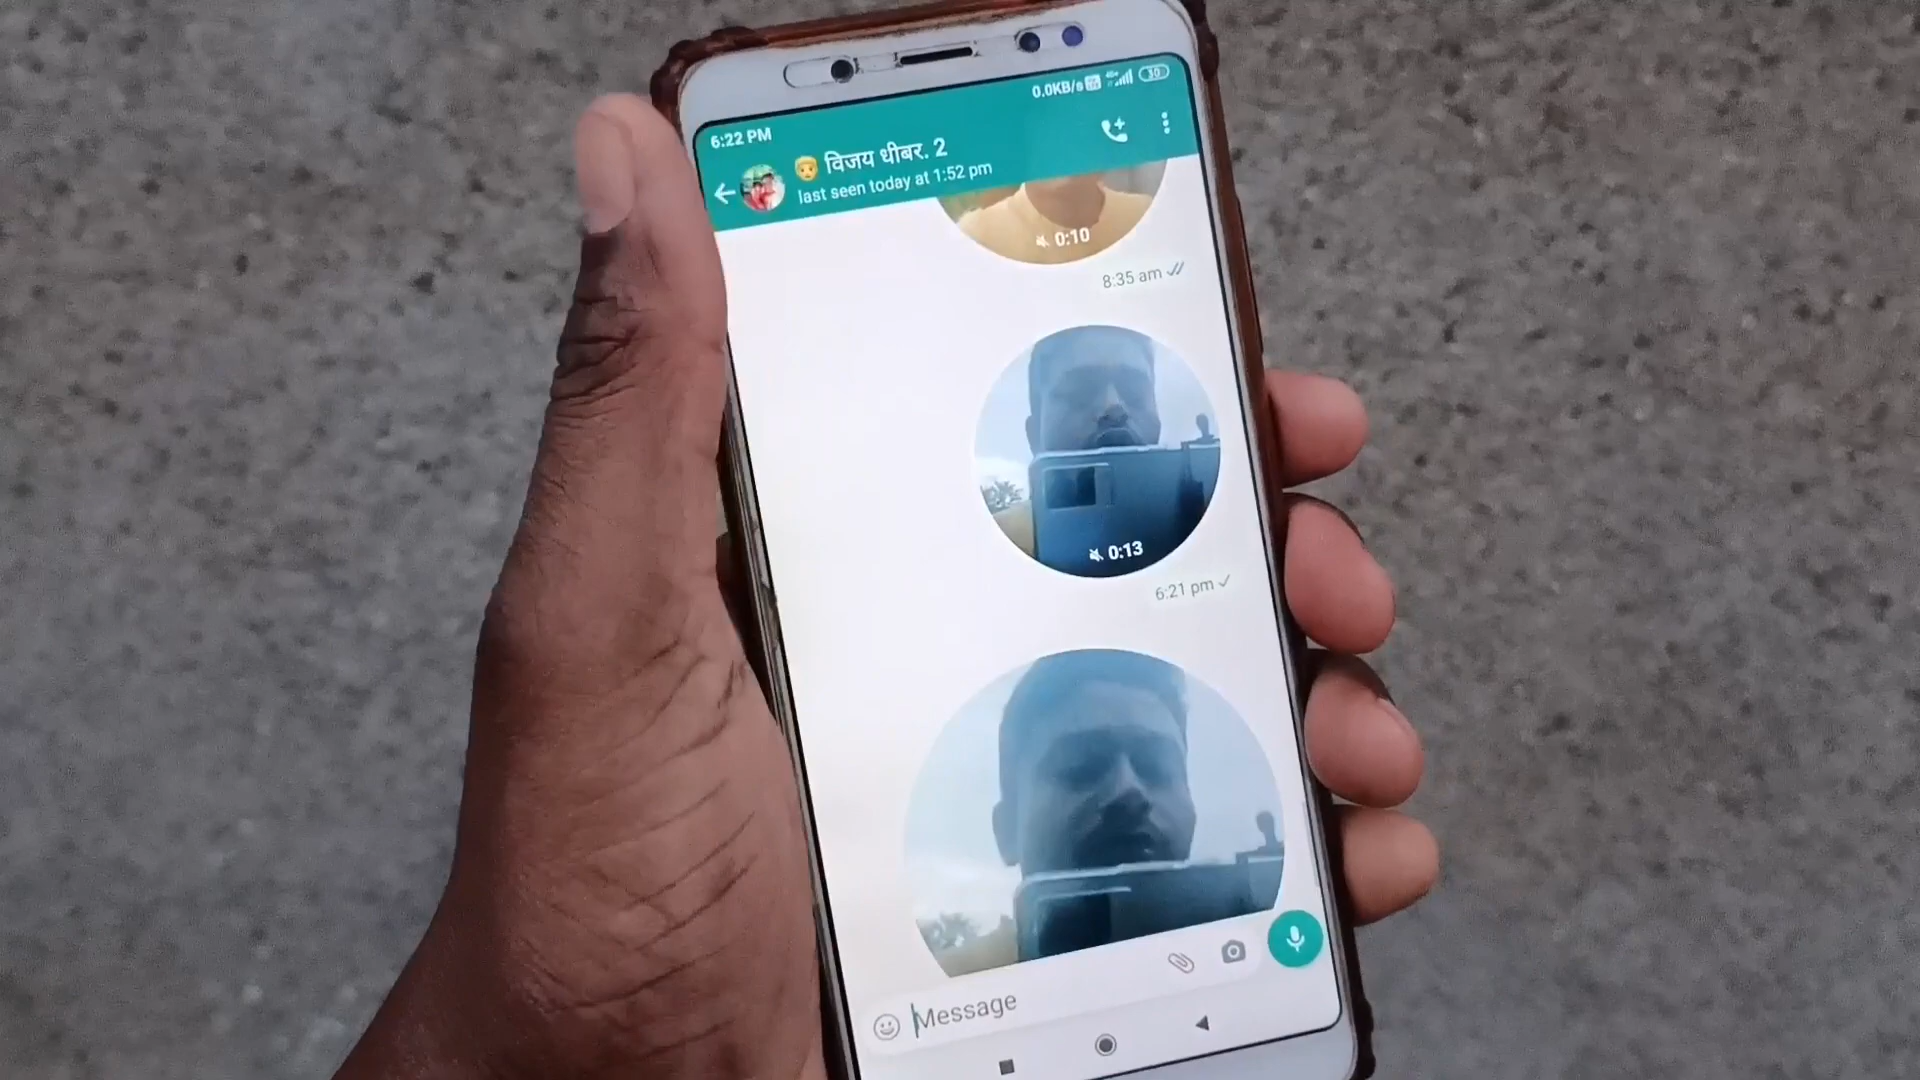 6:22 PM
0.0KB/s
30
विजय धीबर. 2
last seen today at 1:52 pm
0:10
8:35 am
0:13
6:21 pm
Message